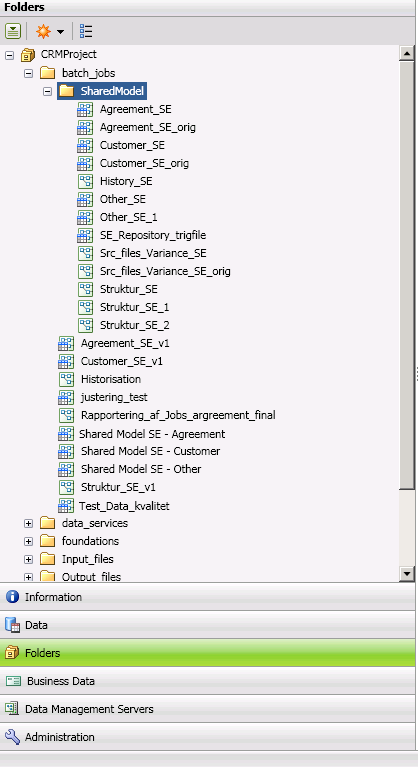 Folders
CRMProject
batch_jobs
SharedModel
Agreement_SE
Agreement_SE_orig
Customer_SE
Customer_SE_orig
History_SE
Other_SE
Other_SE_1
SE_Repository_trigfile
Src_files_Variance_SE
Src_files_Variance_SE_orig
Struktur_SE
Struktur_SE_1
Struktur_SE_2
Agreement_SE_v1
Customer_SE_v1
Historisation
justering_test
Rapportering_af_Jobs_argreement_final
Shared Model SE - Agreement
Shared Model SE - Customer
Shared Model SE - Other
Struktur_SE_v1
Test_Data_kvalitet
data_services
foundations
Input_files
Output_files
Information
Data
Folders
Business Data
Data Management Servers
Administration